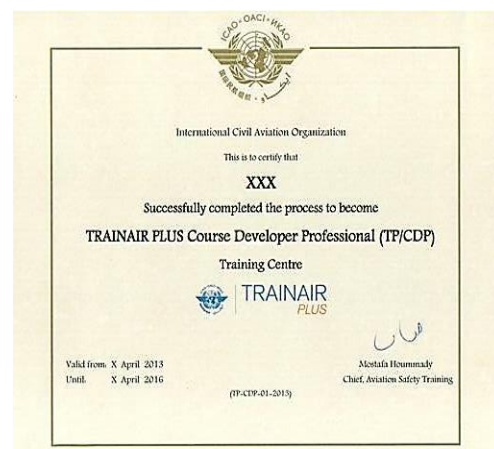 ICAO · OACI · ИКАО
International Civil Aviation Organization
This is to certify that
XXX
Successfully completed the process to become
TRAINAIR PLUS Course Developer Professional (TP/CDP)
Training Centre
TRAINAIR
PLUS
Valid from: X April 2013
Until: X April 2016
Mostafa Hoummady
Chief, Aviation Safety Training
(TP-CDP-01-2013)